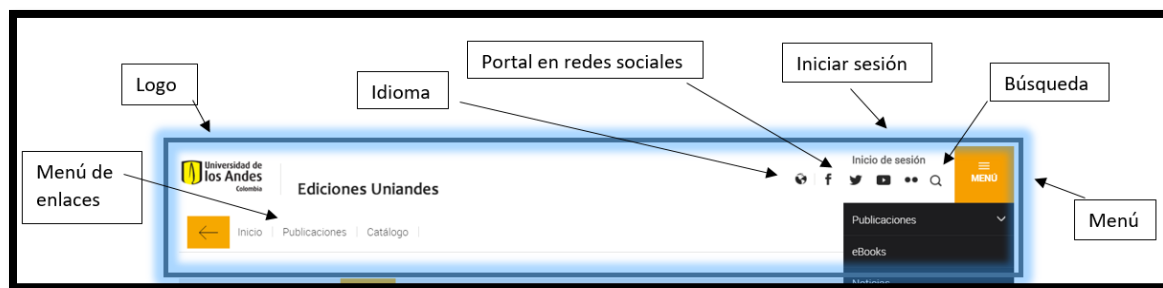 Portal en redes sociales
Iniciar sesión
Logo
Idioma
Búsqueda
Menú de
enlaces
Universidad de
los Andes
Colombia
Ediciones Uniandes
Inicio de sesión
MENÚ
Menú
Inicio | Publicaciones | Catálogo |
Publicaciones
eBooks
Noticias